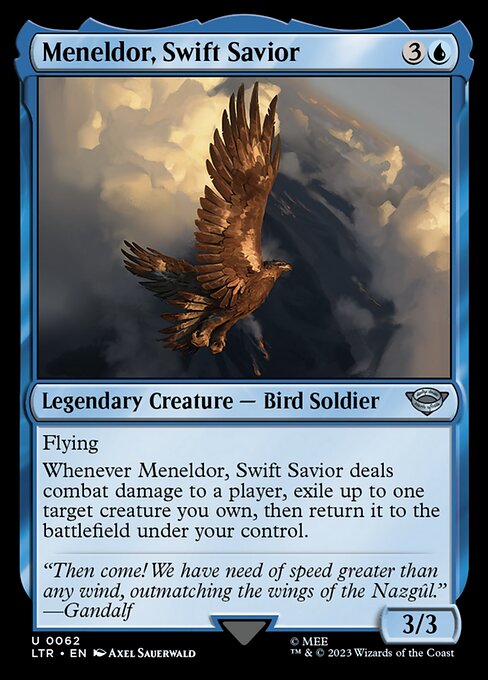 Meneldor, Swift Savior 3
Legendary Creature — Bird Soldier
Flying
Whenever Meneldor, Swift Savior deals
combat damage to a player, exile up to one
target creature you own, then return it to the
battlefield under your control.
“Then come! We have need of speed greater than
any wind, outmatching the wings of the Nazgûl.”
—Gandalf
3/3
U 0062
LTR • EN Axel Sauerwald
© MEE
™ & © 2023 Wizards of the Coast